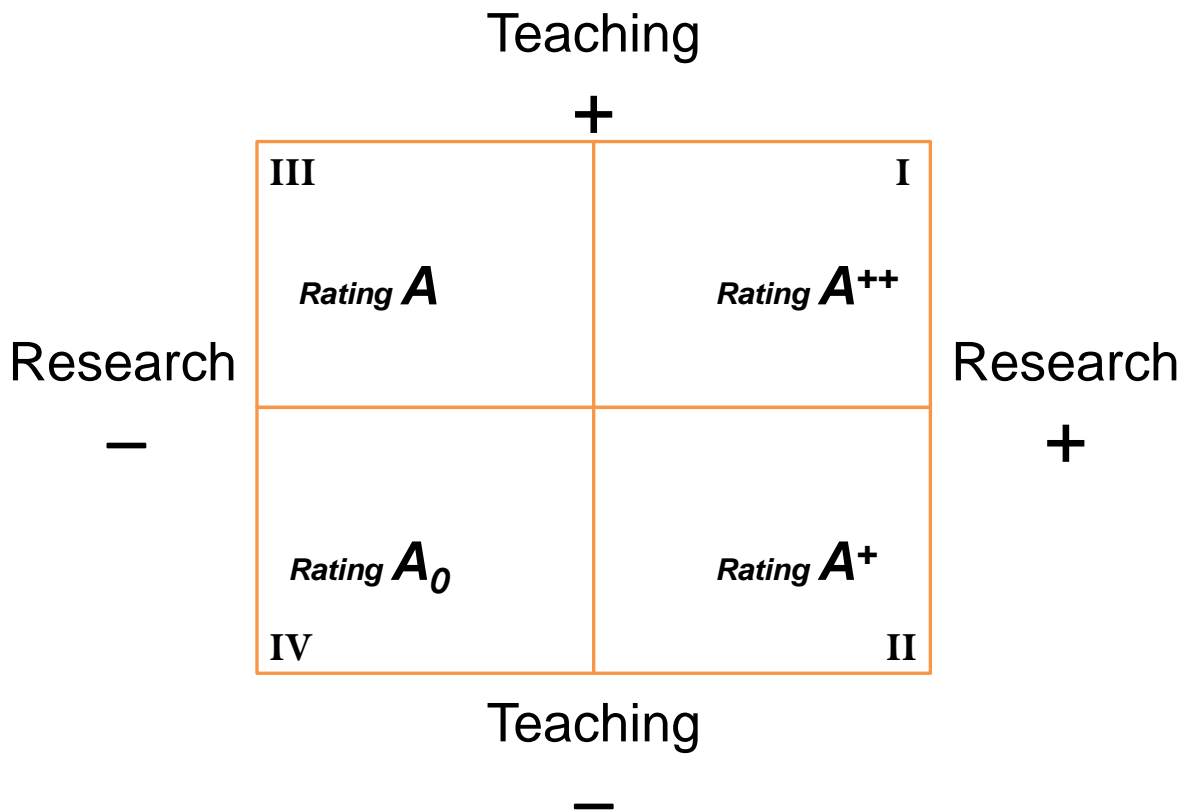 Teaching
+
III
I
Rating A
Rating A⁺⁺
Research
–
Research
+
Rating A₀
Rating A⁺
IV
II
Teaching
–